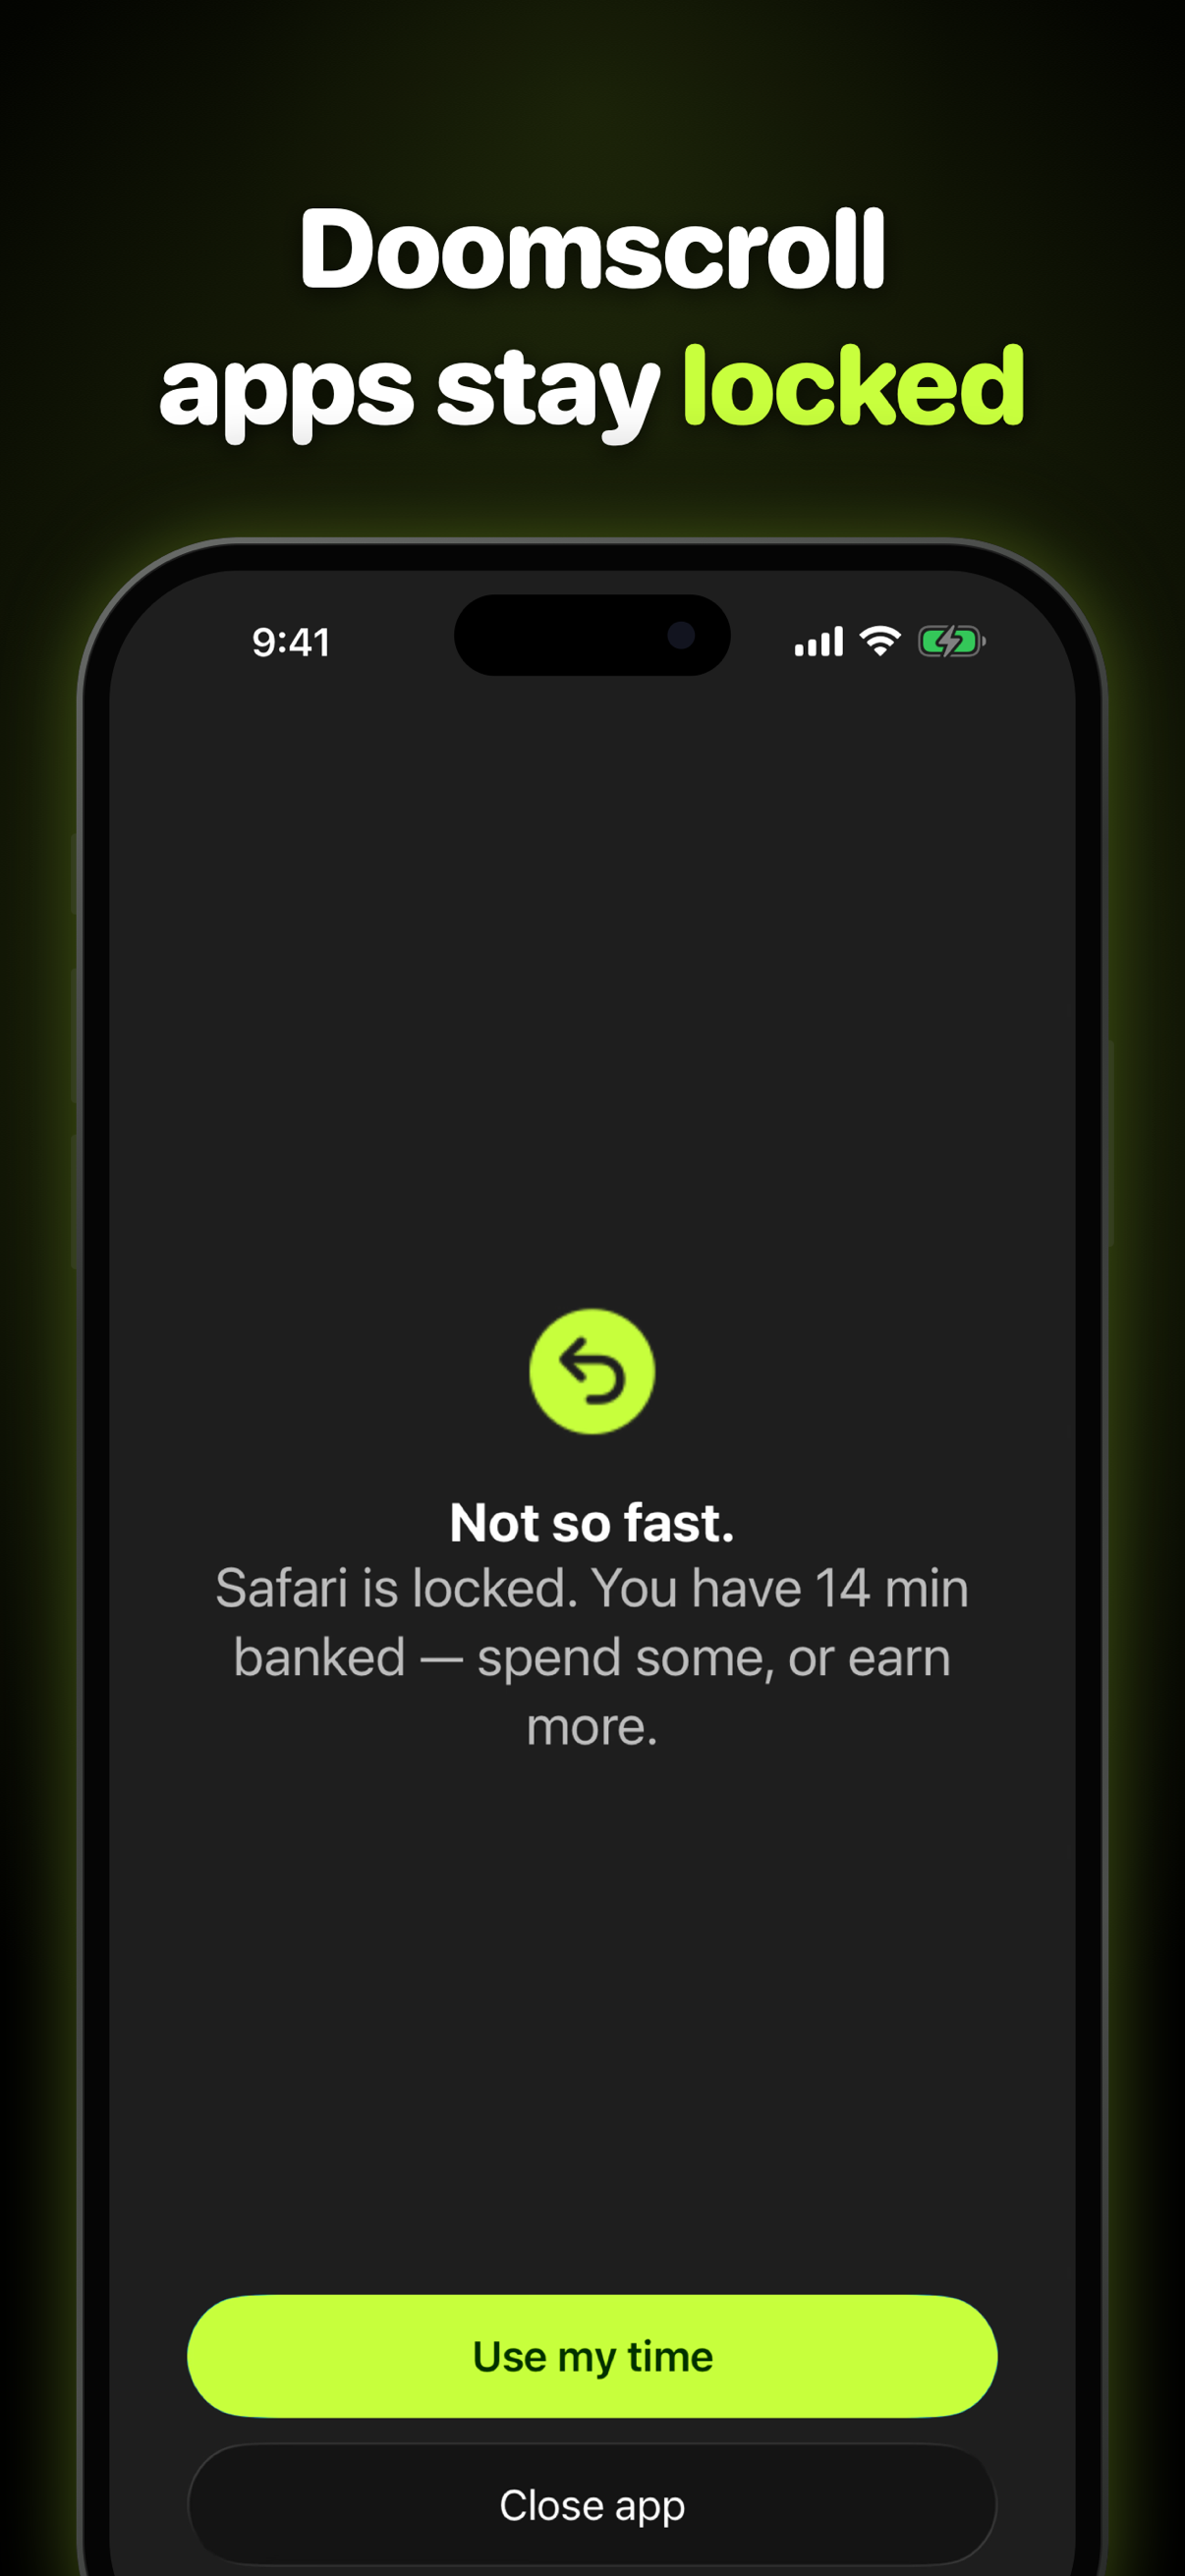 Doomscroll
apps stay locked
9:41
Not so fast.
Safari is locked. You have 14 min
banked — spend some, or earn
more.
Use my time
Close app